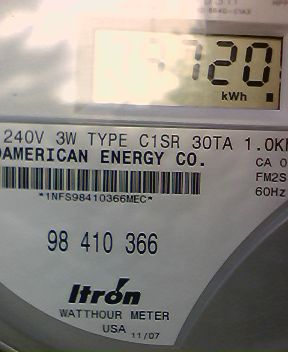 720
kWh
240V 3W TYPE C1SR 30TA 1.0K
AMERICAN ENERGY CO.
CA 0
FM2S
*1NFS98410366MEC*
60Hz
98 410 366
Itron
WATTHOUR METER
USA 11/07